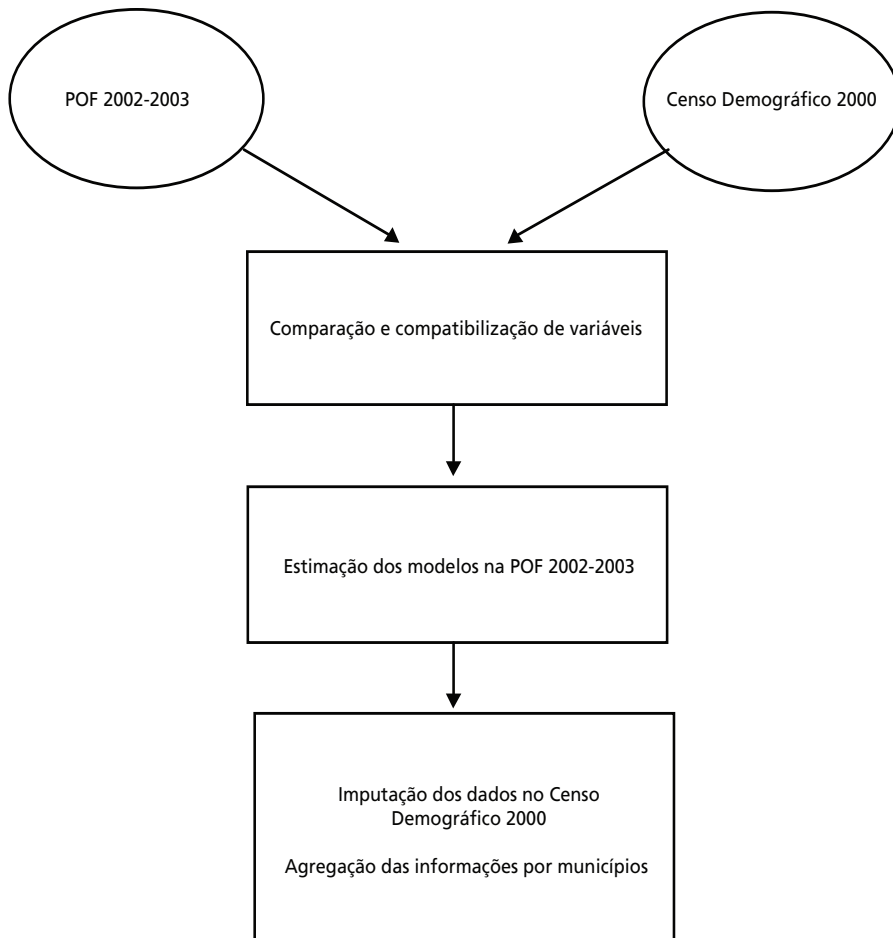 POF 2002-2003
Censo Demográfico 2000
Comparação e compatibilização de variáveis
Estimação dos modelos na POF 2002-2003
Imputação dos dados no Censo
Demográfico 2000
Agregação das informações por municípios